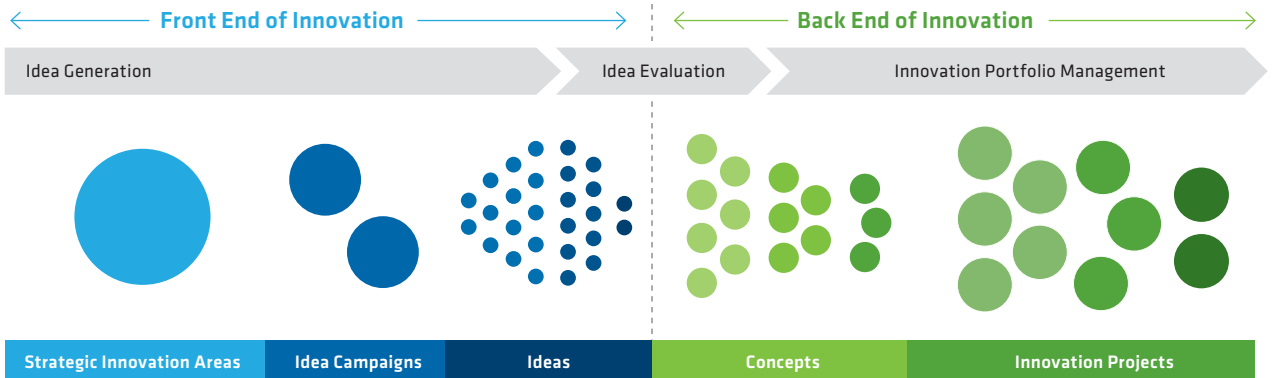 Front End of Innovation
Back End of Innovation
Idea Generation
Idea Evaluation
Innovation Portfolio Management
Strategic Innovation Areas
Idea Campaigns
Ideas
Concepts
Innovation Projects